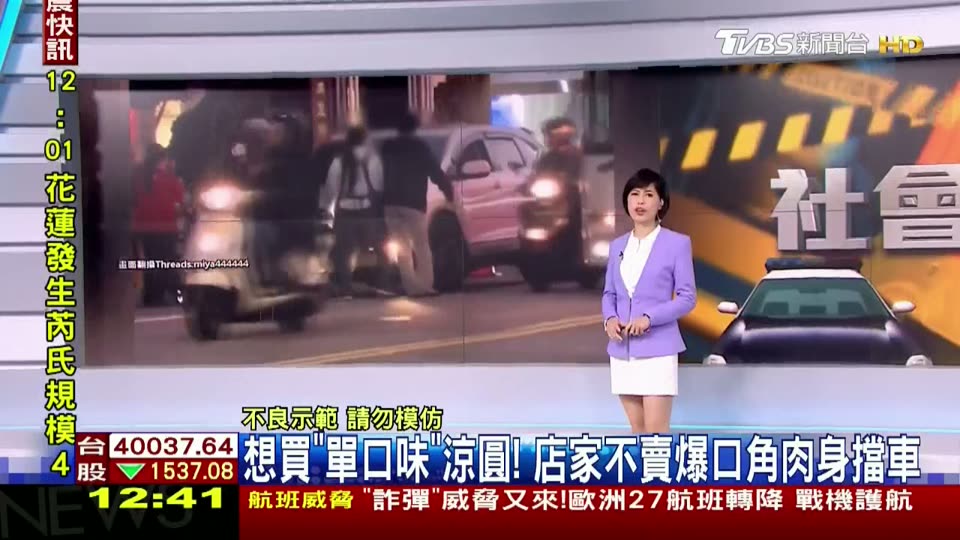 震快訊
12:01花蓮發生芮氏規模4
TVBS新聞台 HD
社會
畫面翻攝Threads:miya444444
不良示範 請勿模仿
台股 40037.64
▼1537.08
想買"單口味"涼圓!店家不賣爆口角肉身擋車
12:41
航班威脅 "詐彈"威脅又來!歐洲27航班轉降 戰機護航
NEWS